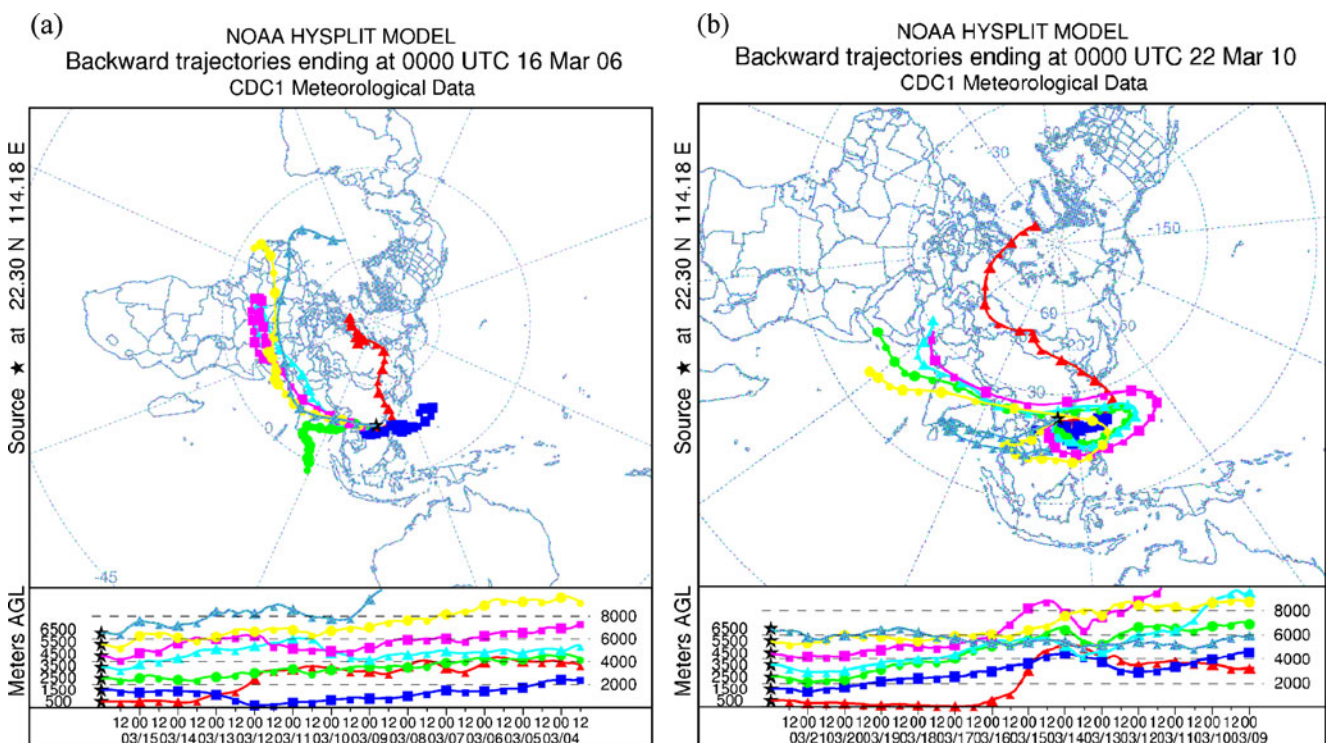 (a)
NOAA HYSPLIT MODEL
Backward trajectories ending at 0000 UTC 16 Mar 06
CDC1 Meteorological Data
Source ★ at 22.30 N 114.18 E
0
-45
Meters AGL
6500
5500
4500
3500
2500
1500
500
8000
6000
4000
2000
12 00 12 00 12 00 12 00 12 00 12 00 12 00 12 00 12 00 12 00 12 00 12 00 12
03/15 03/14 03/13 03/12 03/11 03/10 03/09 03/08 03/07 03/06 03/05 03/04
(b)
NOAA HYSPLIT MODEL
Backward trajectories ending at 0000 UTC 22 Mar 10
CDC1 Meteorological Data
Source ★ at 22.30 N 114.18 E
-30
-150
60
-30
Meters AGL
6500
5500
4500
3500
2500
1500
500
8000
6000
4000
2000
12 00 12 00 12 00 12 00 12 00 12 00 12 00 12 00 12 00 12 00 12 00 12 00 12 00
03/21 03/20 03/19 03/18 03/17 03/16 03/15 03/14 03/13 03/12 03/11 03/10 03/09